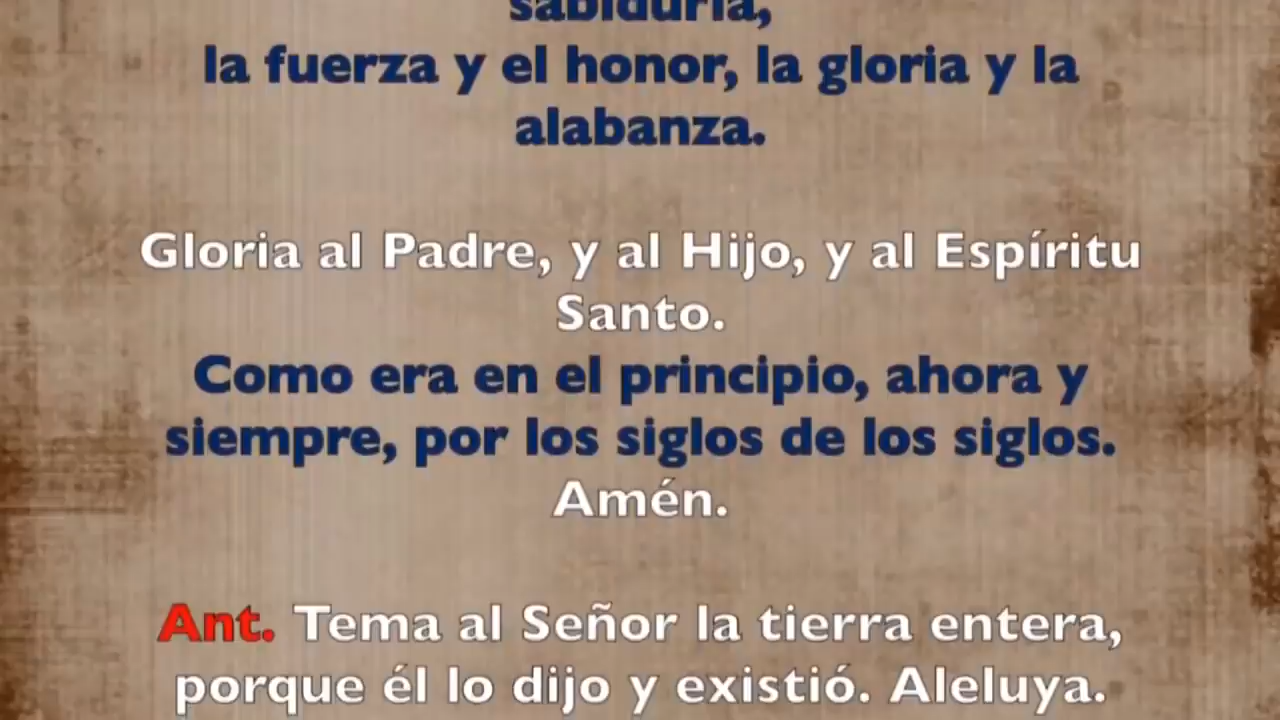 sabiduría,
la fuerza y el honor, la gloria y la
alabanza.
Gloria al Padre, y al Hijo, y al Espíritu
Santo.
Como era en el principio, ahora y
siempre, por los siglos de los siglos.
Amén.
Ant. Tema al Señor la tierra entera,
porque él lo dijo y existió. Aleluya.